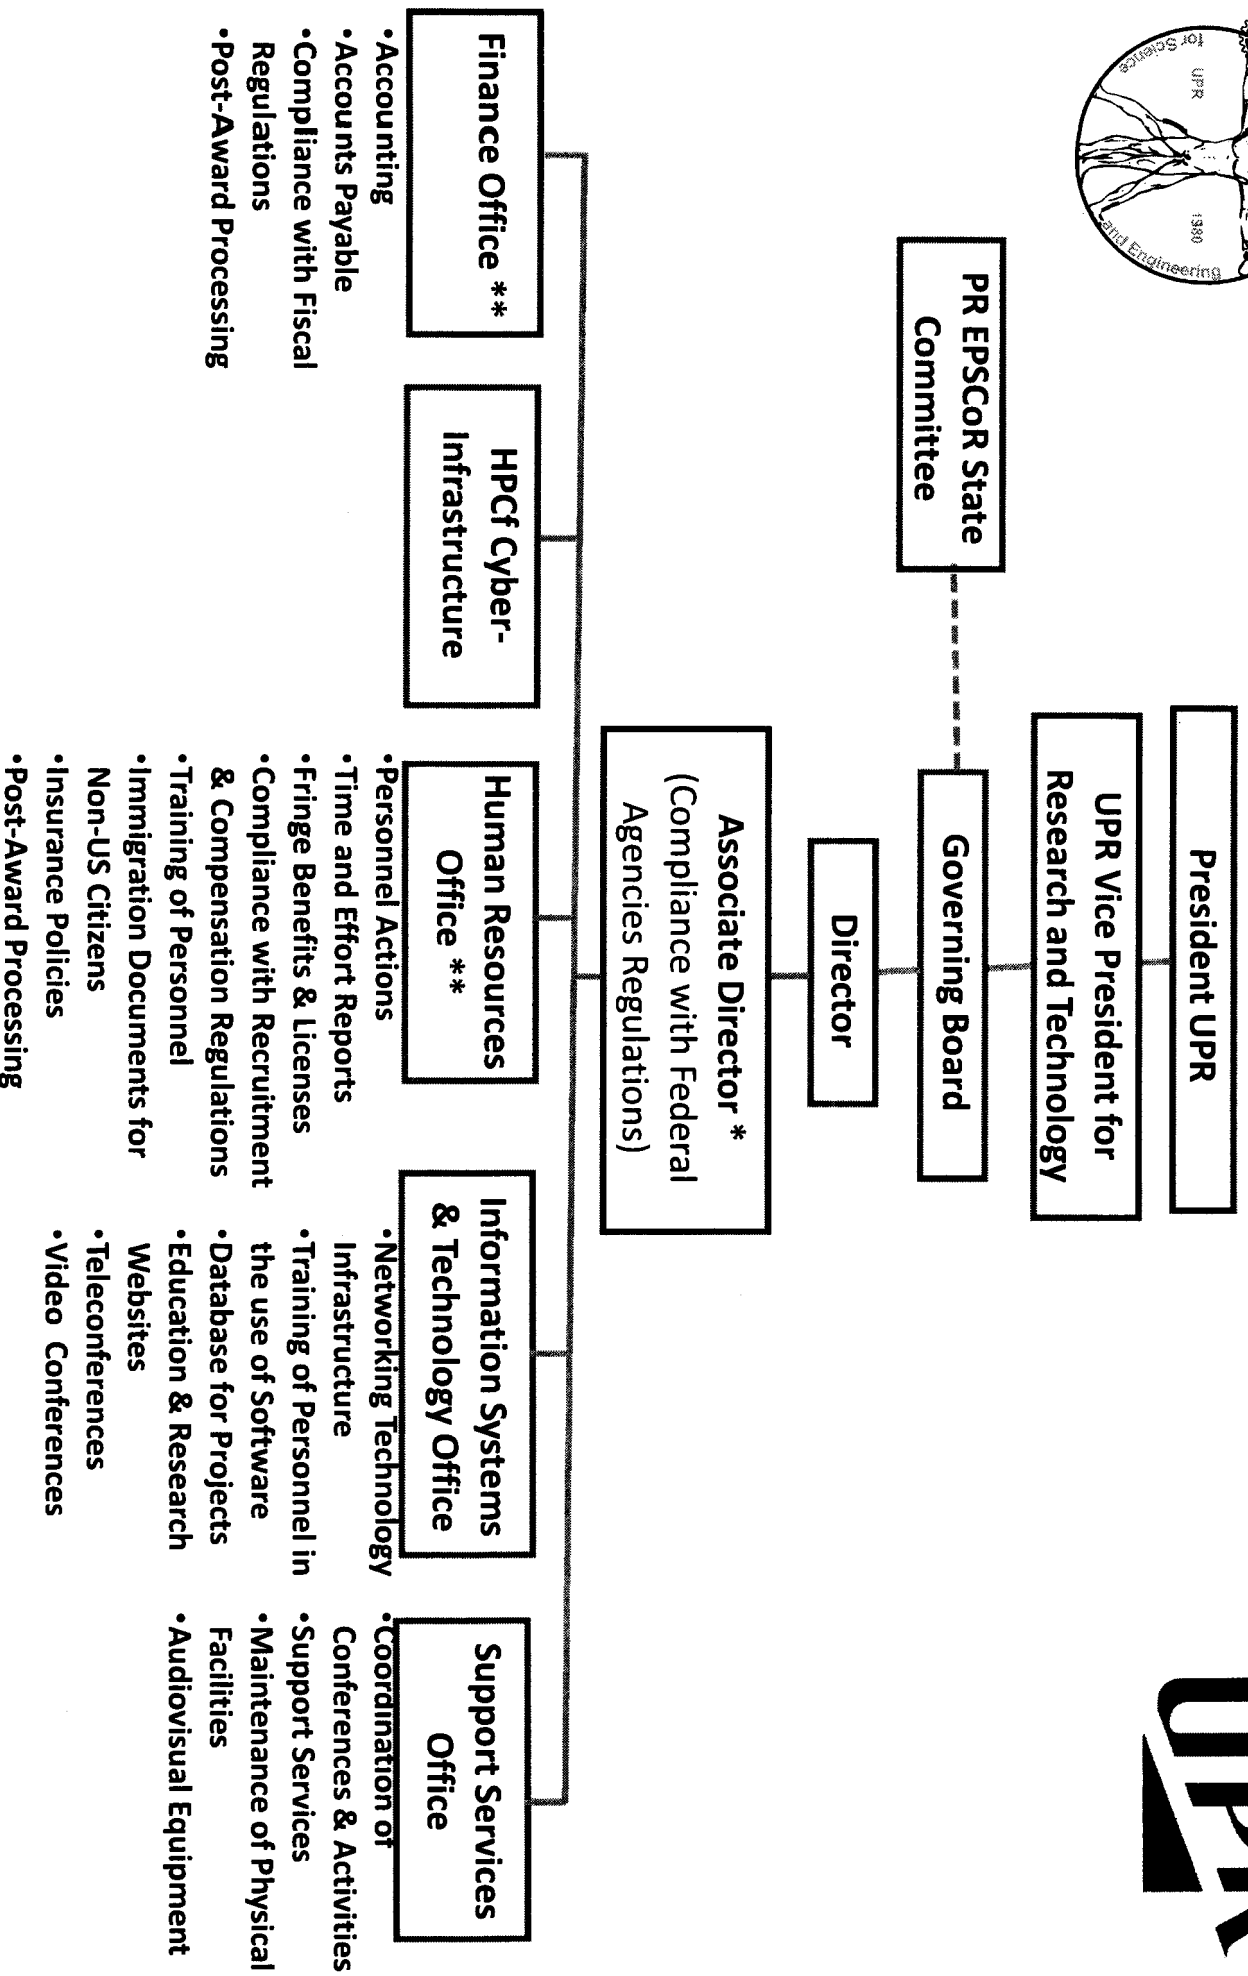 for Science
UPR
1980
and Engineering
UPR
President UPR
UPR Vice President for
Research and Technology
PR EPSCoR State
Committee
Governing Board
Director
Associate Director *
(Compliance with Federal
Agencies Regulations)
Finance Office **
•Accounting
•Accounts Payable
•Compliance with Fiscal
Regulations
•Post-Award Processing
HPCf Cyber-
Infrastructure
Human Resources
Office **
•Personnel Actions
•Time and Effort Reports
•Fringe Benefits & Licenses
•Compliance with Recruitment
& Compensation Regulations
•Training of Personnel
•Immigration Documents for
Non-US Citizens
•Insurance Policies
•Post-Award Processing
Information Systems
& Technology Office
•Networking Technology
Infrastructure
•Training of Personnel in
the use of Software
•Database for Projects
•Education & Research
Websites
•Teleconferences
•Video Conferences
Support Services
Office
•Coordination of
Conferences & Activities
•Support Services
•Maintenance of Physical
Facilities
•Audiovisual Equipment